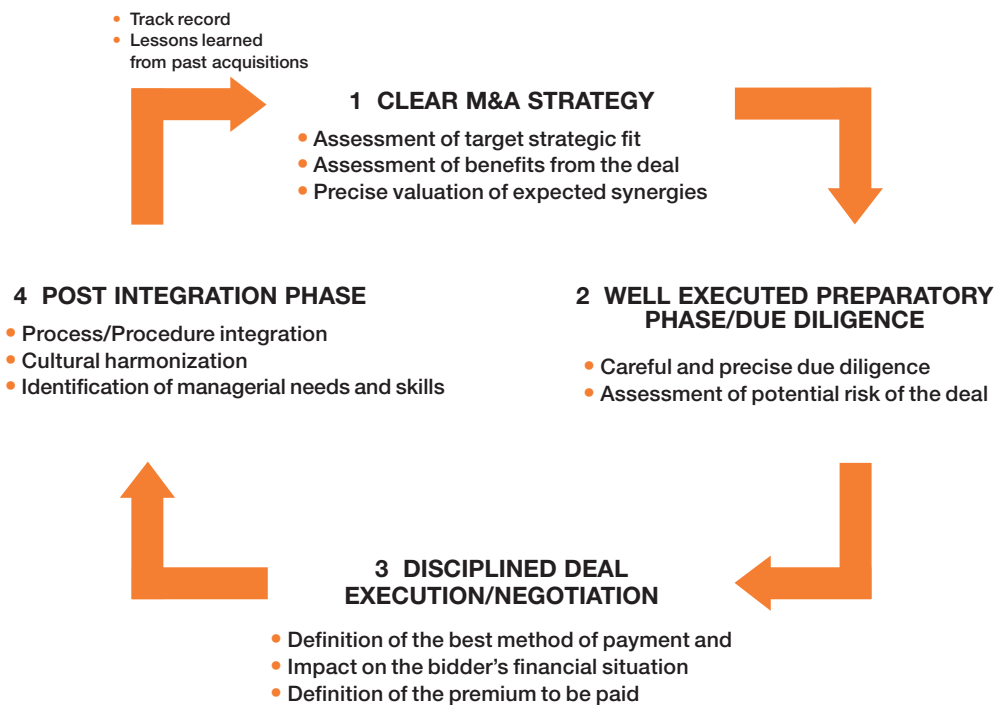 • Track record
• Lessons learned
from past acquisitions
1 CLEAR M&A STRATEGY
• Assessment of target strategic fit
• Assessment of benefits from the deal
• Precise valuation of expected synergies
2 WELL EXECUTED PREPARATORY
PHASE/DUE DILIGENCE
• Careful and precise due diligence
• Assessment of potential risk of the deal
3 DISCIPLINED DEAL
EXECUTION/NEGOTIATION
• Definition of the best method of payment and
• Impact on the bidder’s financial situation
• Definition of the premium to be paid
4 POST INTEGRATION PHASE
• Process/Procedure integration
• Cultural harmonization
• Identification of managerial needs and skills